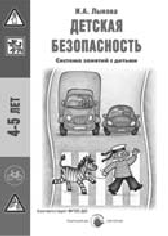 И.А. Лыкова
ДЕТСКАЯ
БЕЗОПАСНОСТЬ
Система занятий с детьми
4-5 ЛЕТ